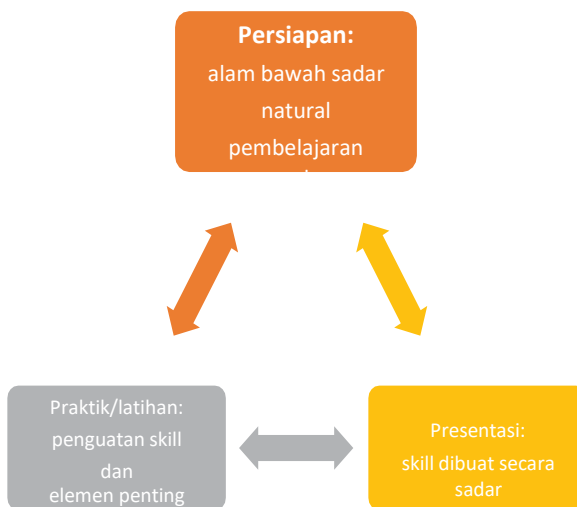 Persiapan:
alam bawah sadar
natural
pembelajaran
Praktik/latihan:
penguatan skill
dan
elemen penting
Presentasi:
skill dibuat secara
sadar